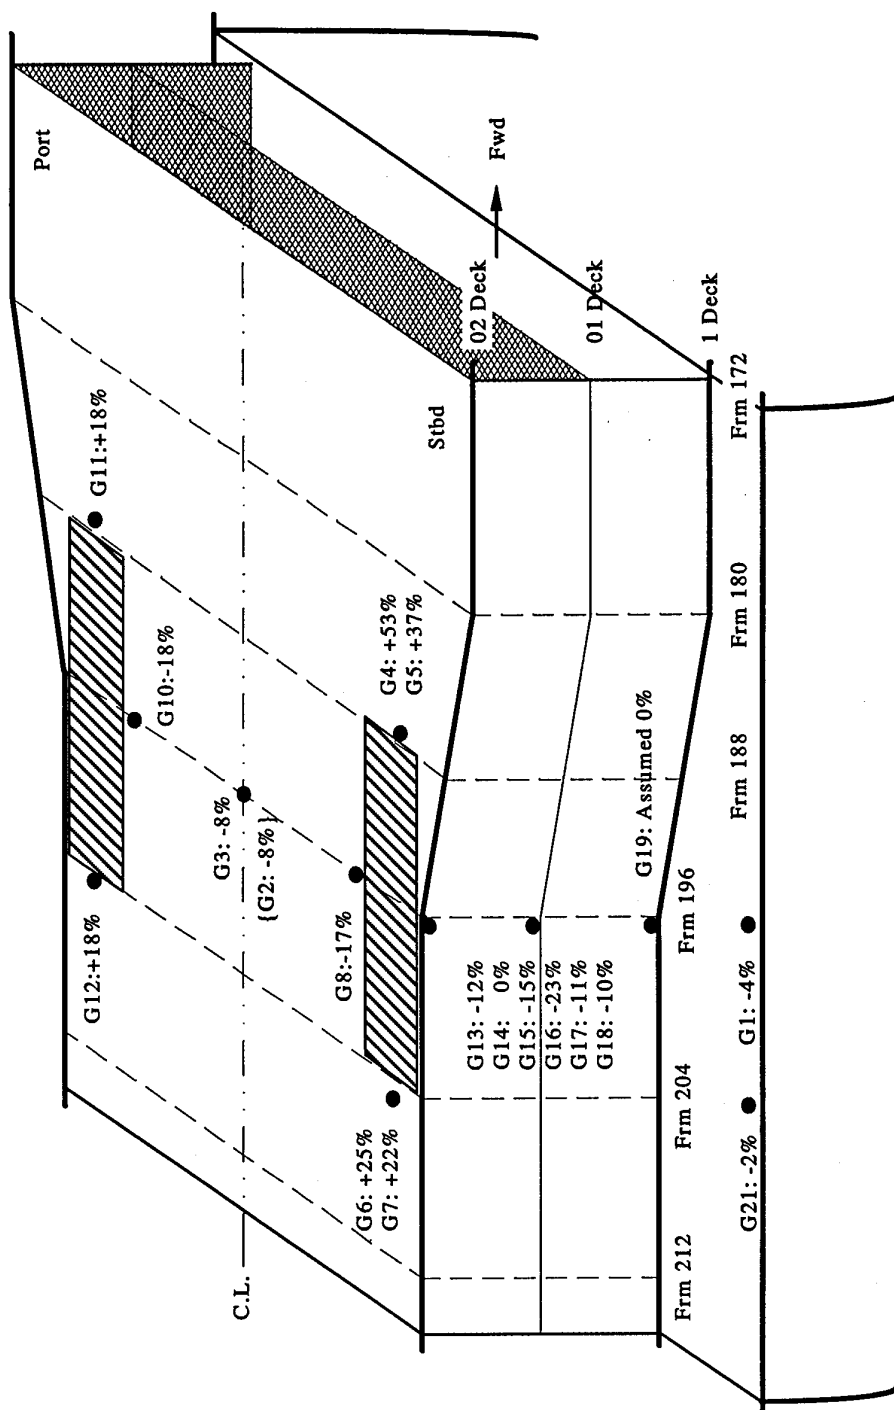 Port
Fwd
02 Deck
01 Deck
1 Deck
Stbd
Frm 172
G11:+18%
Frm 180
G4: +53%
G5: +37%
G10:-18%
Frm 188
G19: Assumed 0%
G3: -8%
{G2: -8%}
Frm 196
G12:+18%
G8:-17%
G13: -12%
G14: 0%
G15: -15%
G16: -23%
G17: -11%
G18: -10%
G1: -4%
Frm 204
G6: +25%
G7: +22%
G21: -2%
Frm 212
C.L.